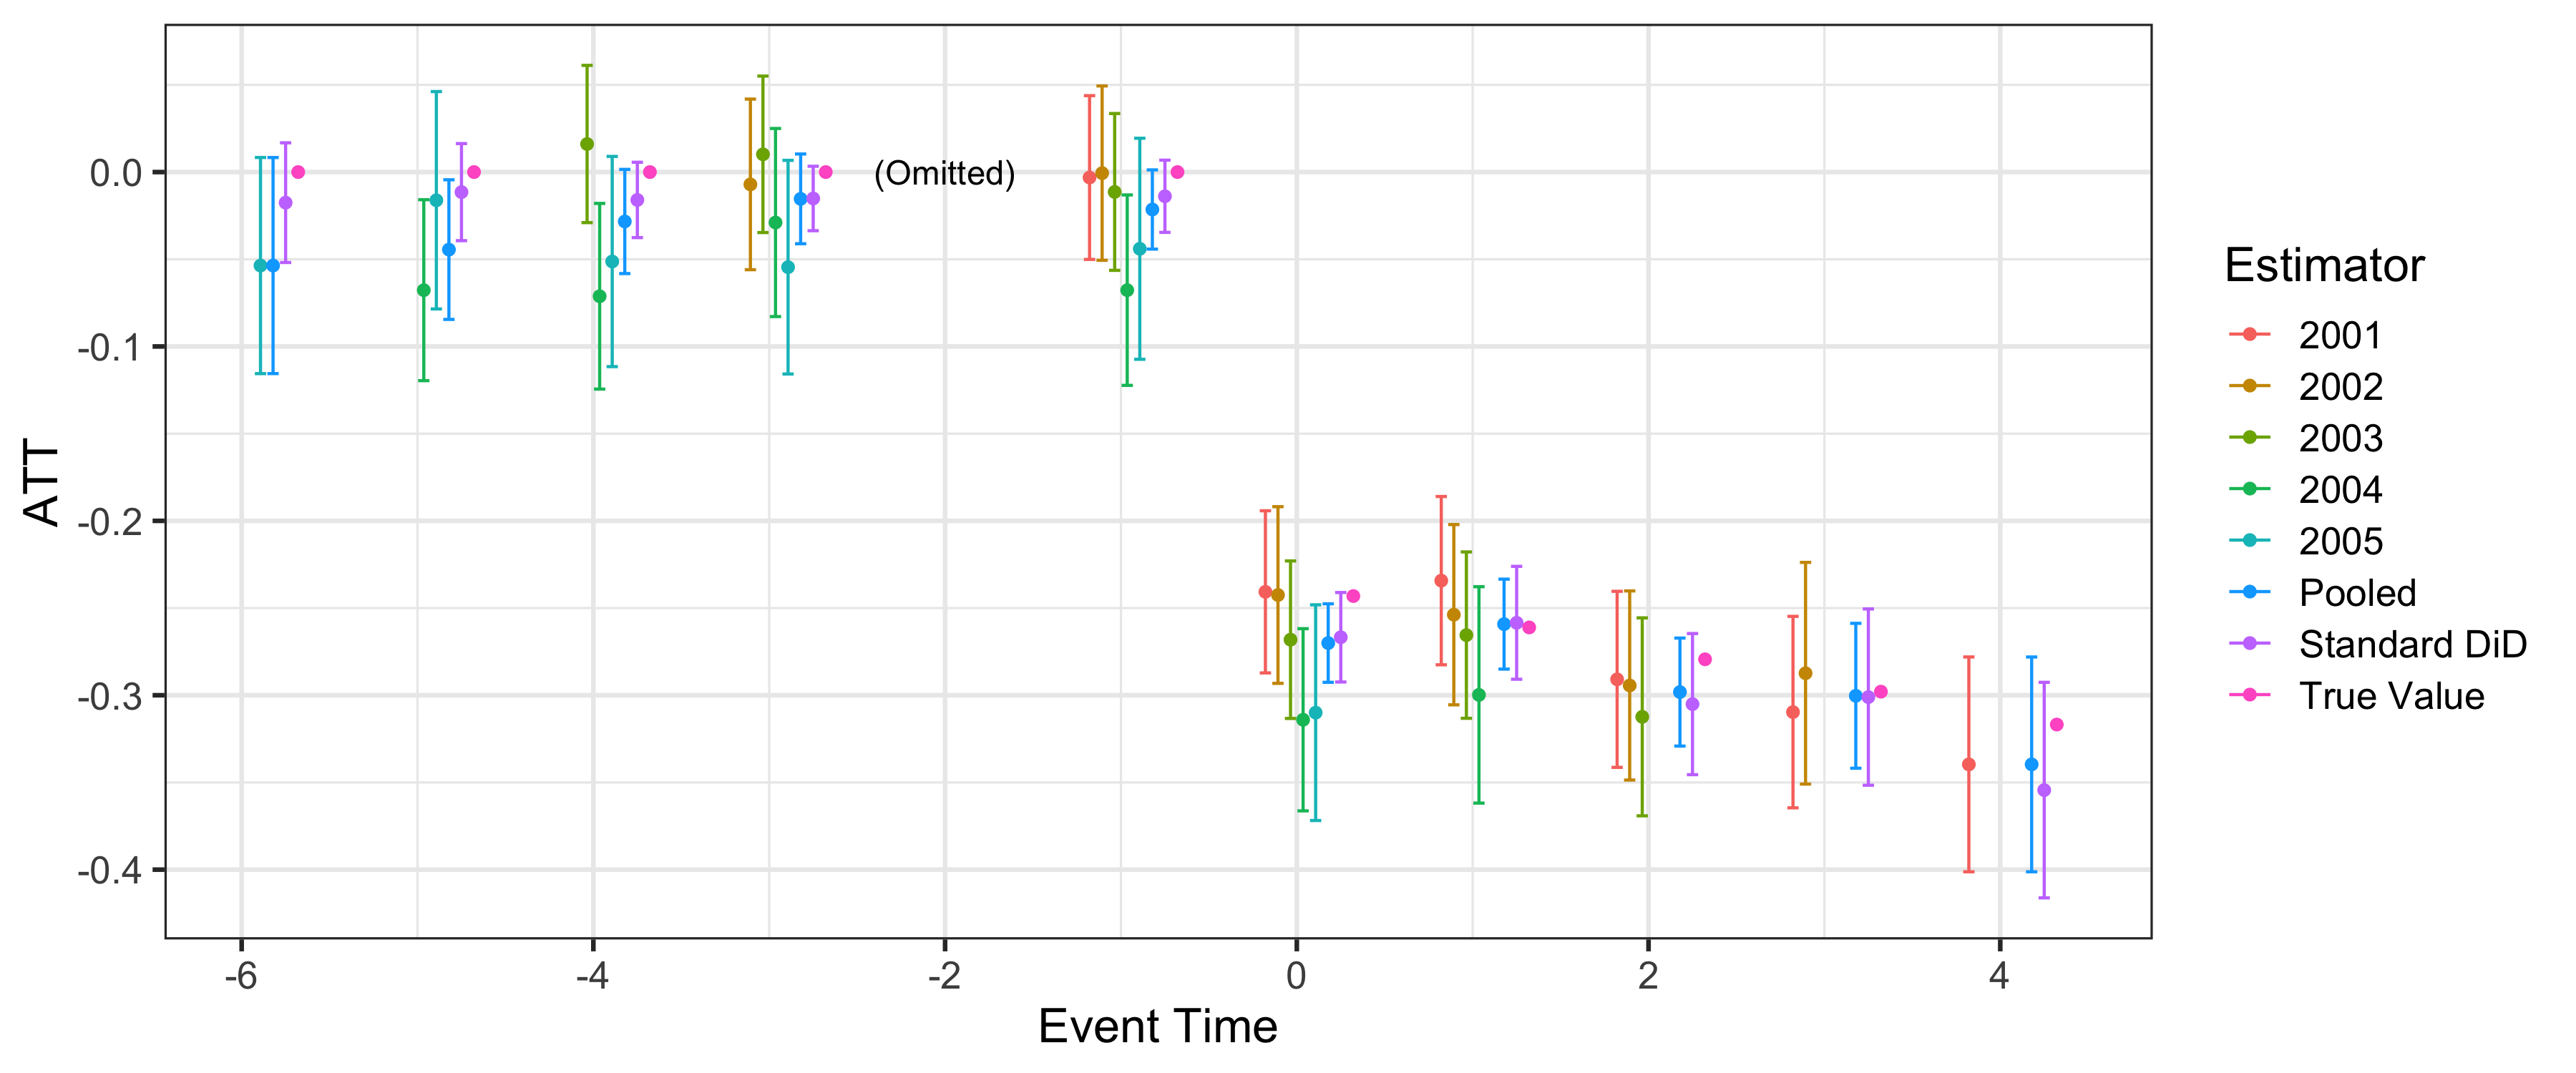 0.0
-0.1
-0.2
-0.3
-0.4
ATT
(Omitted)
-6
-4
-2
0
2
4
Event Time
Estimator
2001
2002
2003
2004
2005
Pooled
Standard DiD
True Value